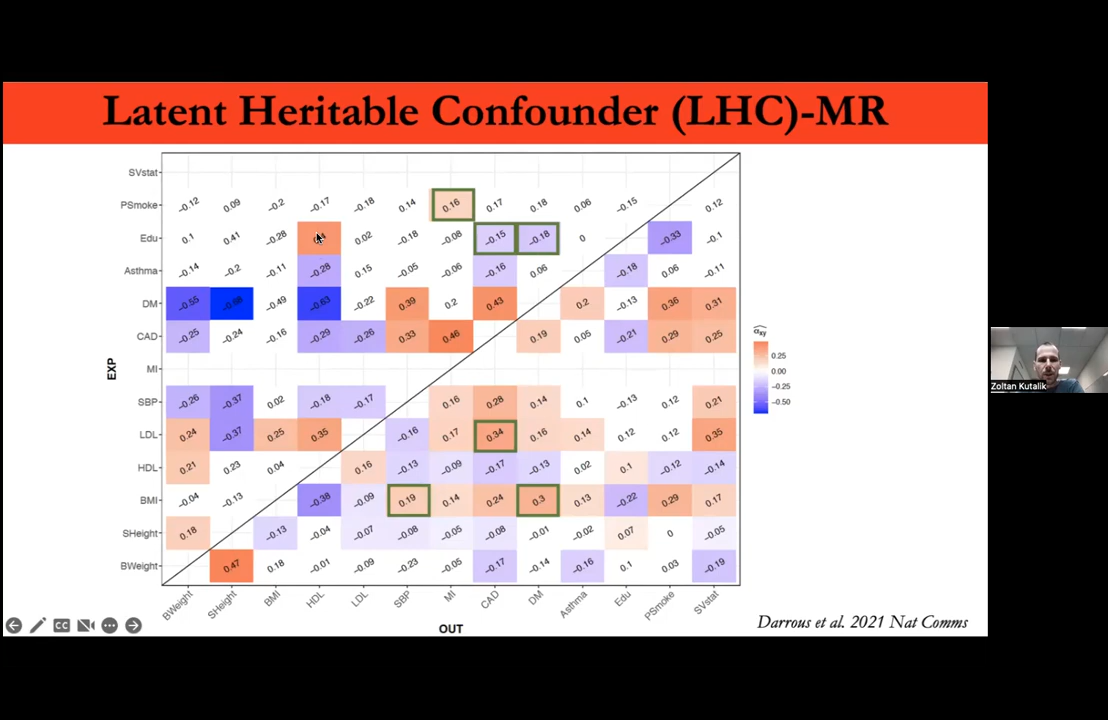 Latent Heritable Confounder (LHC)-MR
SVstat
PSmoke −0.12 0.09 −0.2 −0.17 −0.18 0.14 0.16 0.17 0.18 0.06 −0.15 0.12
Edu 0.1 0.41 −0.28 0.02 −0.18 −0.08 −0.15 −0.18 0 −0.33 −0.1
Asthma −0.14 −0.2 −0.11 −0.28 0.15 −0.05 −0.06 −0.16 0.06 −0.18 0.06 −0.11
DM −0.55 −0.49 −0.63 −0.22 0.39 0.2 0.43 0.2 −0.13 0.36 0.31
CAD −0.25 −0.24 −0.16 −0.29 −0.26 0.33 0.46 0.19 0.05 −0.21 0.29 0.25
MI
SBP −0.26 −0.37 0.02 −0.18 −0.17 0.16 0.28 0.14 0.1 −0.13 0.12 0.21
LDL 0.24 −0.37 0.25 0.35 −0.16 0.17 0.34 0.16 0.14 0.12 0.12 0.35
HDL 0.21 0.23 0.04 0.16 −0.13 −0.09 −0.17 −0.13 0.02 0.1 −0.12 −0.14
BMI −0.04 −0.13 −0.38 −0.09 0.19 0.14 0.24 0.3 0.13 −0.22 0.29 0.17
SHeight 0.18 −0.13 −0.04 −0.07 −0.08 −0.05 −0.08 −0.01 −0.02 0.07 0 −0.05
BWeight 0.47 0.18 −0.01 −0.09 −0.23 −0.05 −0.17 −0.14 −0.16 0.1 0.03 −0.19
BWeight SHeight BMI HDL LDL SBP MI CAD DM Asthma Edu PSmoke SVstat
EXP
OUT
0.25
0.00
−0.25
−0.50
Darrous et al. 2021 Nat Comms
CC
Zoltan Kutalik